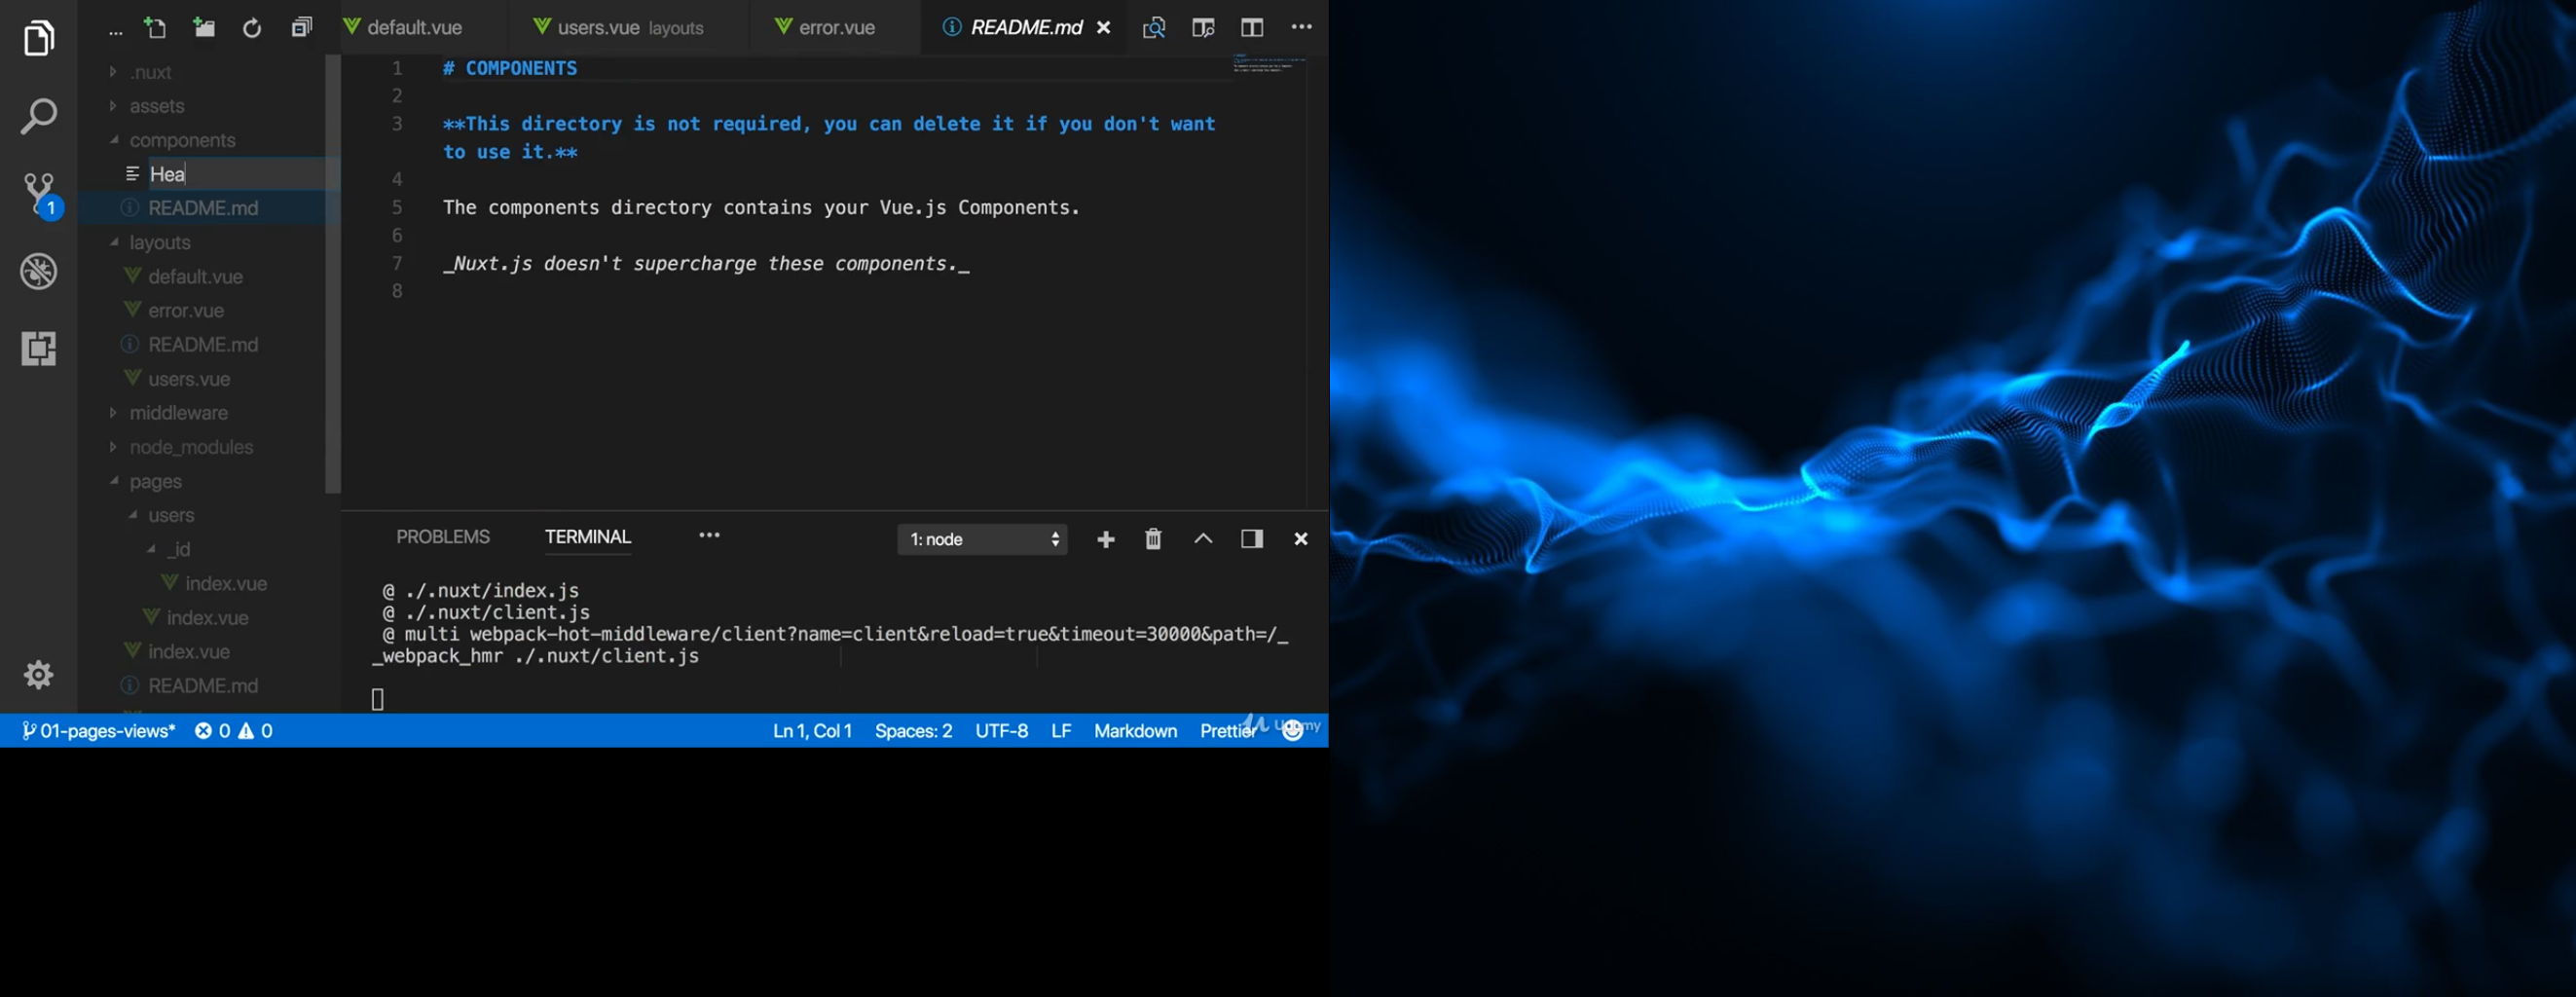 ...
default.vue
users.vue layouts
error.vue
README.md
.nuxt
assets
components
Hea
README.md
layouts
default.vue
error.vue
README.md
users.vue
middleware
node_modules
pages
users
_id
index.vue
index.vue
index.vue
README.md
1
1 # COMPONENTS
2
3 **This directory is not required, you can delete it if you don't want
to use it.**
4
5 The components directory contains your Vue.js Components.
6
7 _Nuxt.js doesn't supercharge these components._
8
PROBLEMS TERMINAL ... 1: node
@ ./.nuxt/index.js
@ ./.nuxt/client.js
@ multi webpack-hot-middleware/client?name=client&reload=true&timeout=30000&path=/_
_webpack_hmr ./.nuxt/client.js
01-pages-views* 0 0 Ln 1, Col 1 Spaces: 2 UTF-8 LF Markdown Prettier
Udemy